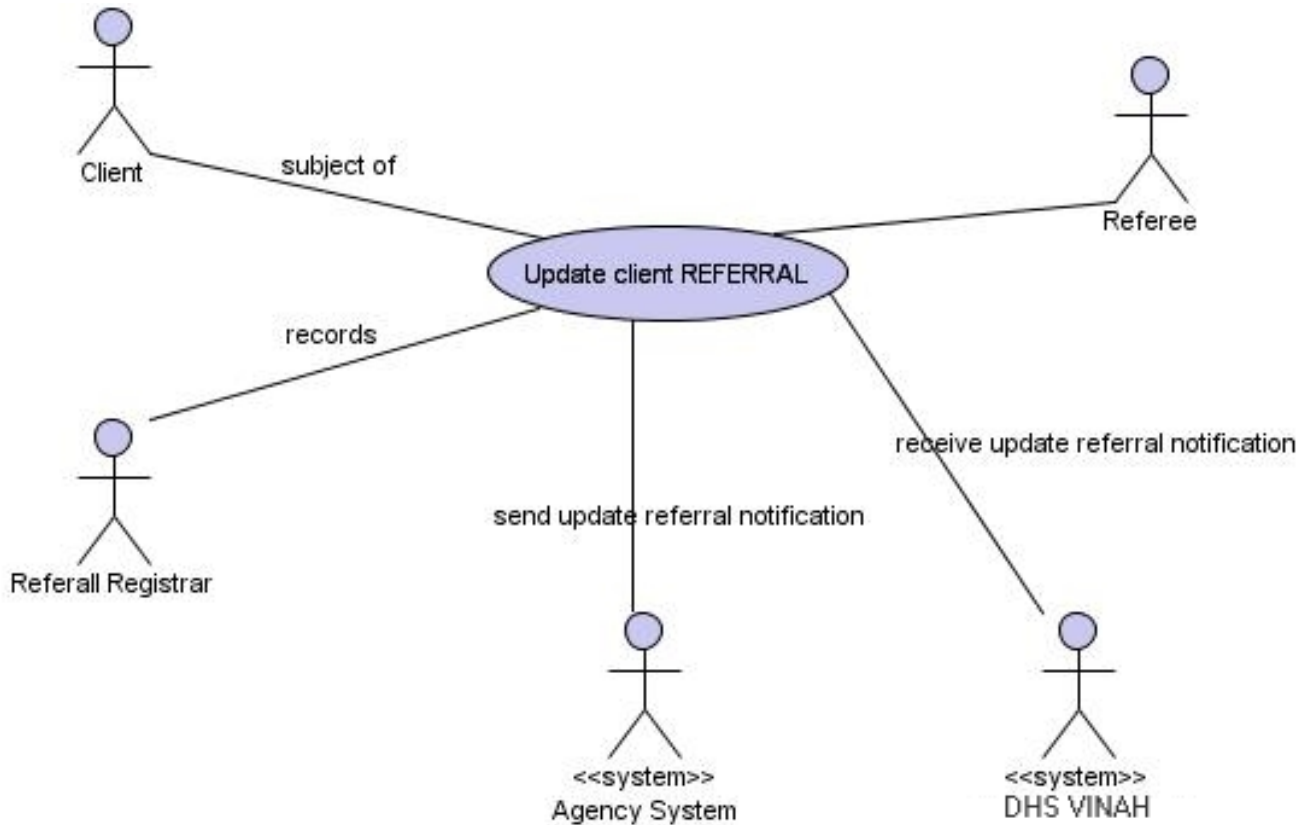 Client
subject of
Referee
Update client REFERRAL
records
receive update referral notification
send update referral notification
Referall Registrar
<<system>>
Agency System
<<system>>
DHS VINAH